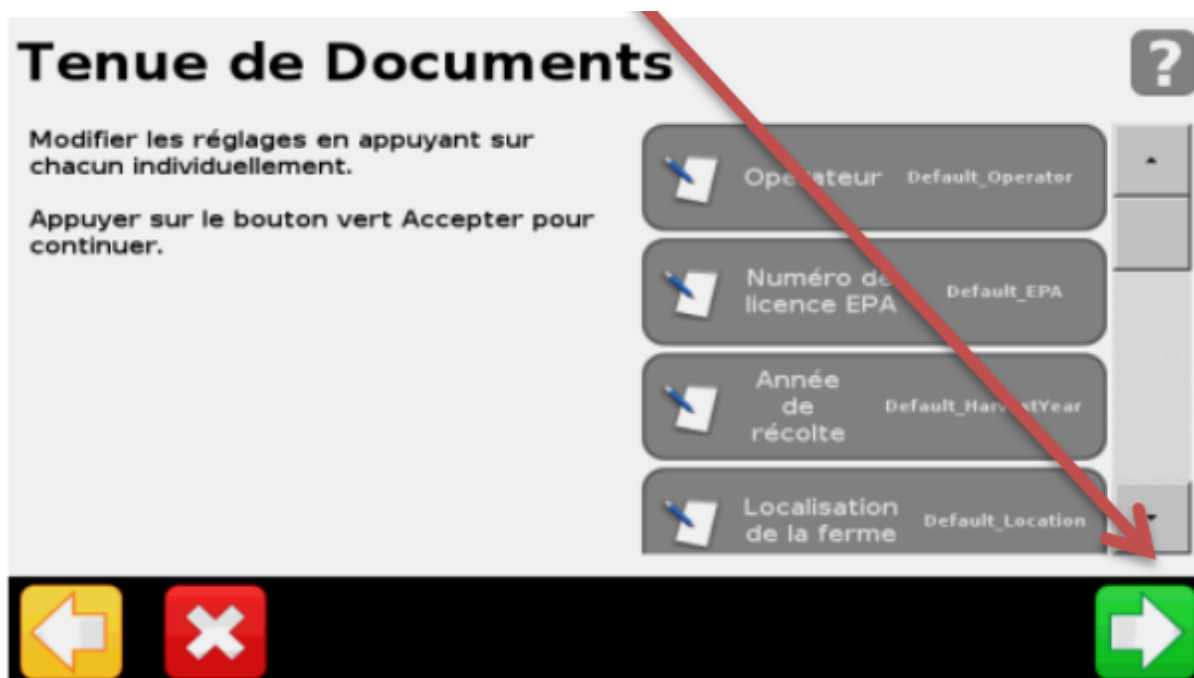 Tenue de Documents
?
Modifier les réglages en appuyant sur
chacun individuellement.
Appuyer sur le bouton vert Accepter pour
continuer.
Operateur Default_Operator
Numéro de
licence EPA
Default_EPA
Année
de
récolte
Default_HarvestYear
Localisation
de la ferme
Default_Location